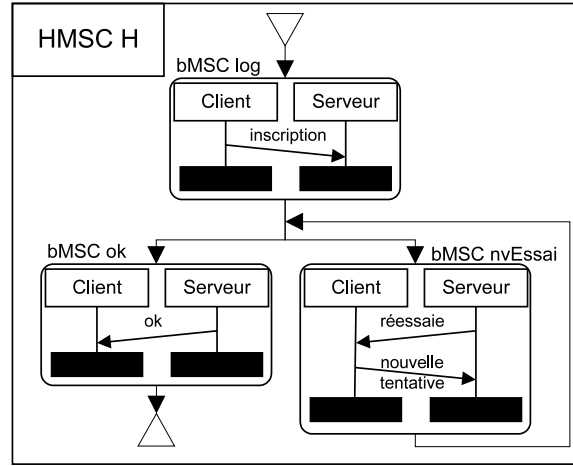 HMSC H
bMSC log
Client Serveur
inscription
bMSC ok
Client Serveur
ok
bMSC nvEssai
Client Serveur
réessaie
nouvelle
tentative